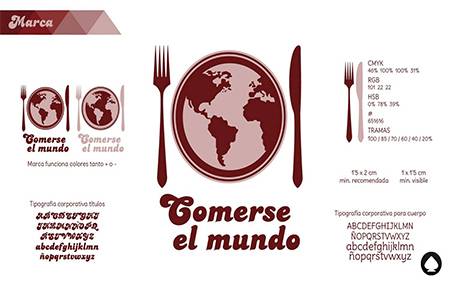 Marca
Comerse
el mundo
Comerse
el mundo
Marca funciona colores tanto + o -
Tipografía corporativa títulos
ABCDEFGHI
JKLMNÑOPQ
RSTUVWXYZ
abcdefghijklmn
ñopqrstuvwxyz
Comerse
el mundo
CMYK
46% 100% 100% 31%
RGB
101 22 22
HSB
0% 78% 39%
#
651616
TRAMAS
100 / 85 / 70 / 60 / 40 / 20%
1'5 x 2 cm
min. recomendada
1 x 1'5 cm
min. visible
Tipografía corporativa para cuerpo
ABCDEFGHIJKLMN
ÑOPQRSTUVWXYZ
abcdefghijklmn
ñopqrstuvwxyz